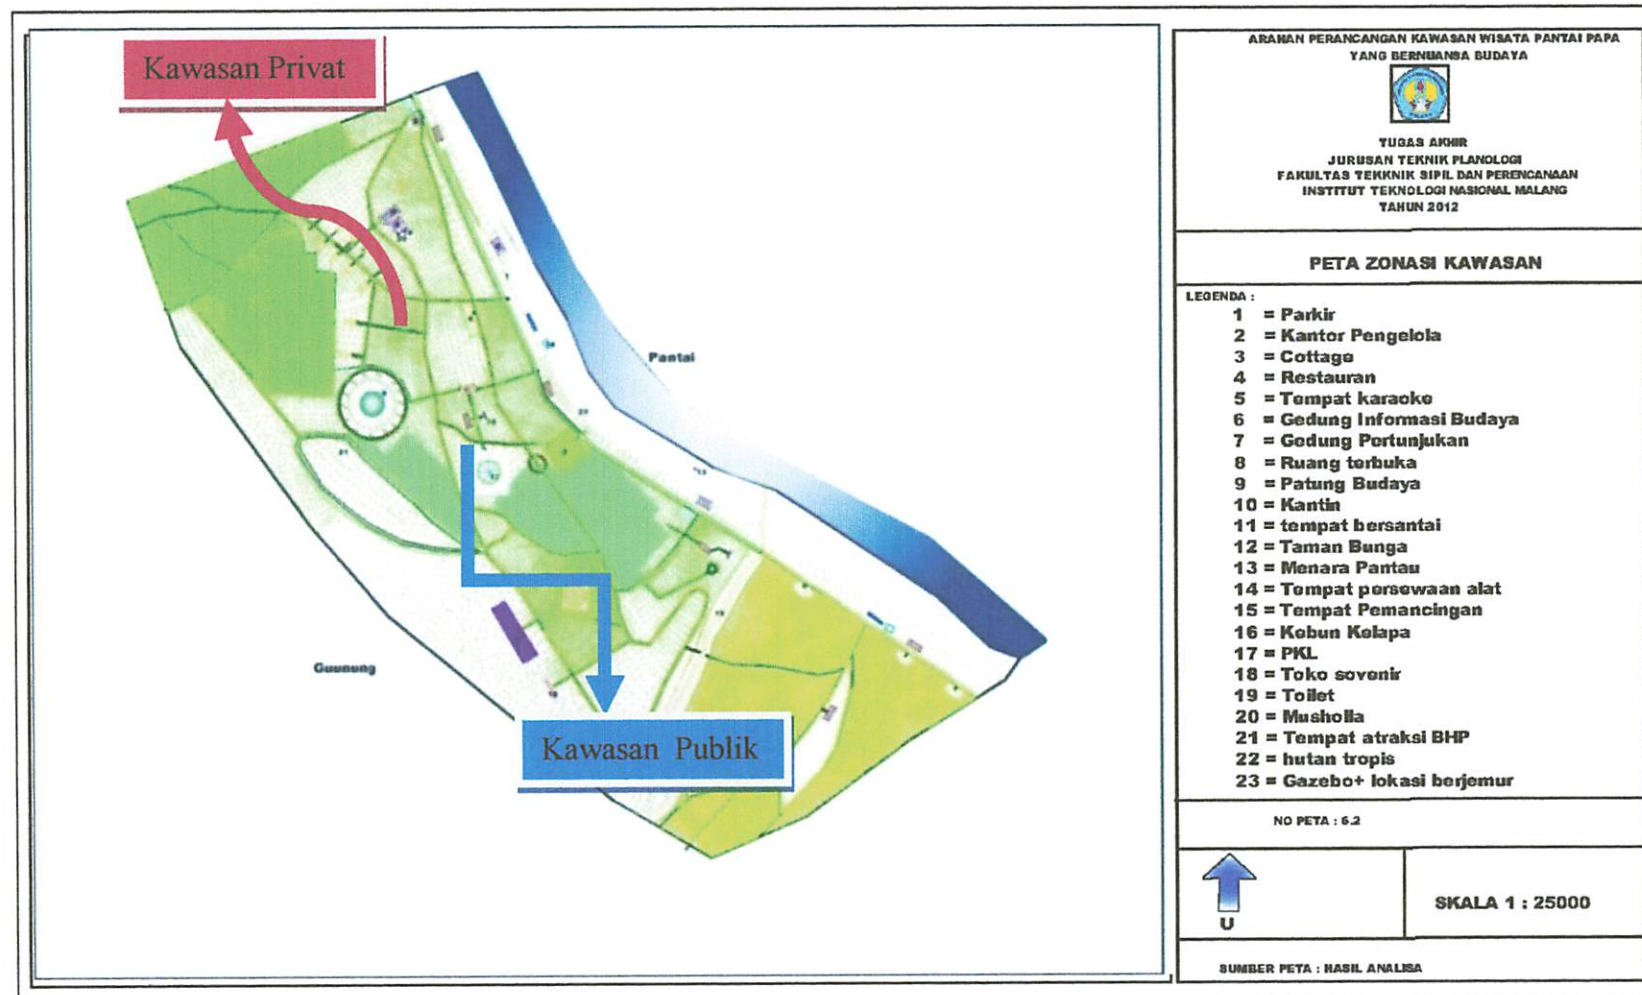 Kawasan Privat
Pantai
Guunung
Kawasan Publik
ARAHAN PERANCANGAN KAWASAN WISATA PANTAI PAPA
YANG BERNUANSA BUDAYA
TUGAS AKHIR
JURUSAN TEKNIK PLANOLOGI
FAKULTAS TEKKNIK SIPIL DAN PERENCANAAN
INSTITUT TEKNOLOGI NASIONAL MALANG
TAHUN 2012
PETA ZONASI KAWASAN
LEGENDA :
1 = Parkir
2 = Kantor Pengelola
3 = Cottage
4 = Restauran
5 = Tempat karaoke
6 = Gedung Informasi Budaya
7 = Gedung Pertunjukan
8 = Ruang terbuka
9 = Patung Budaya
10 = Kantin
11 = tempat bersantai
12 = Taman Bunga
13 = Menara Pantau
14 = Tempat persewaan alat
15 = Tempat Pemancingan
16 = Kebun Kelapa
17 = PKL
18 = Toko sovenir
19 = Toilet
20 = Musholla
21 = Tempat atraksi BHP
22 = hutan tropis
23 = Gazebo+ lokasi berjemur
NO PETA : 6.2
U
SKALA 1 : 25000
SUMBER PETA : HASIL ANALISA